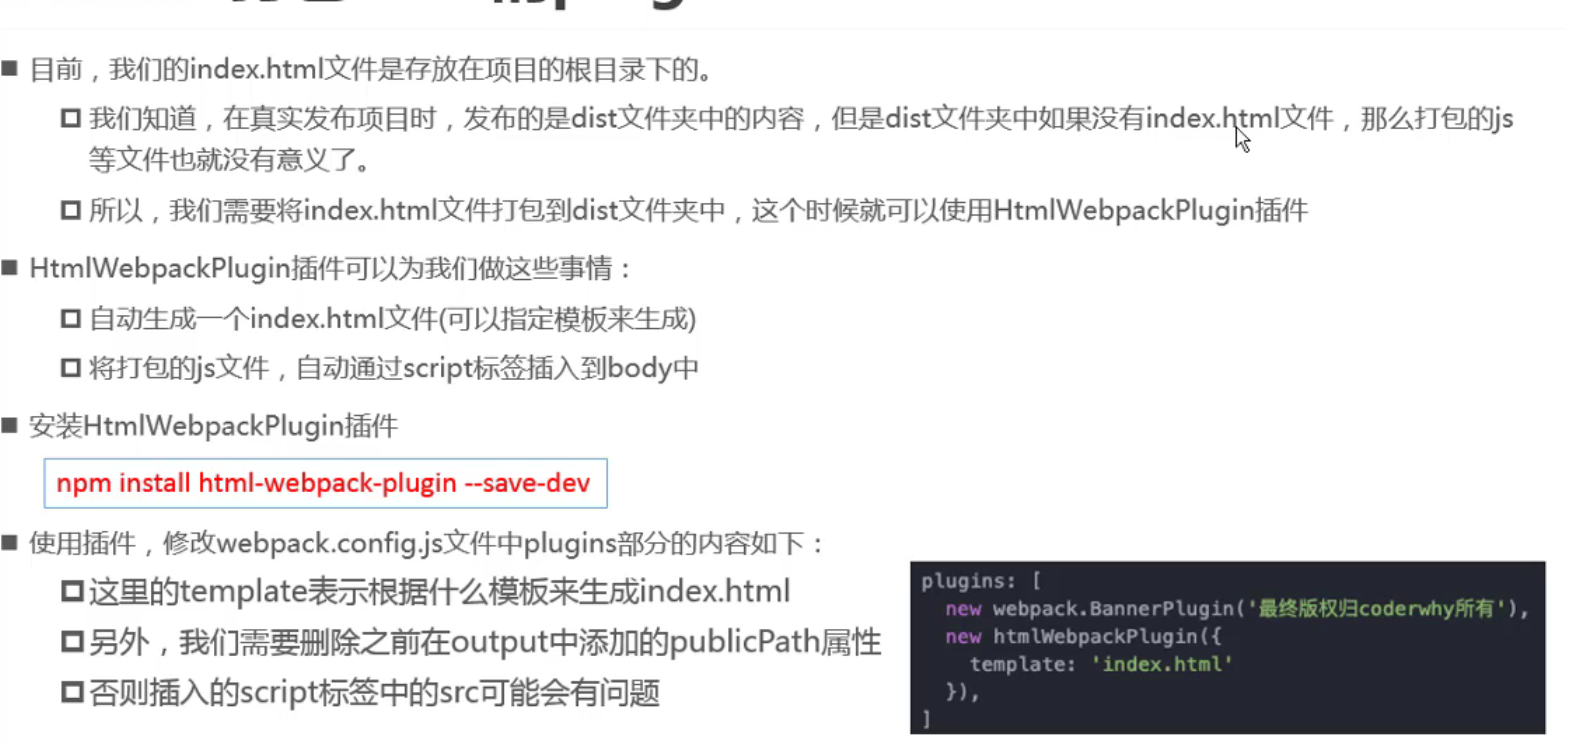 目前，我们的index.html文件是存放在项目的根目录下的。
我们知道，在真实发布项目时，发布的是dist文件夹中的内容，但是dist文件夹中如果没有index.html文件，那么打包的js
等文件也就没有意义了。
所以，我们需要将index.html文件打包到dist文件夹中，这个时候就可以使用HtmlWebpackPlugin插件
HtmlWebpackPlugin插件可以为我们做这些事情：
自动生成一个index.html文件(可以指定模板来生成)
将打包的js文件，自动通过script标签插入到body中
安装HtmlWebpackPlugin插件
npm install html-webpack-plugin --save-dev
使用插件，修改webpack.config.js文件中plugins部分的内容如下：
这里的template表示根据什么模板来生成index.html
另外，我们需要删除之前在output中添加的publicPath属性
否则插入的script标签中的src可能会有问题
plugins: [
new webpack.BannerPlugin('最终版权归coderwhy所有'),
new htmlWebpackPlugin({
template: 'index.html'
}),
]